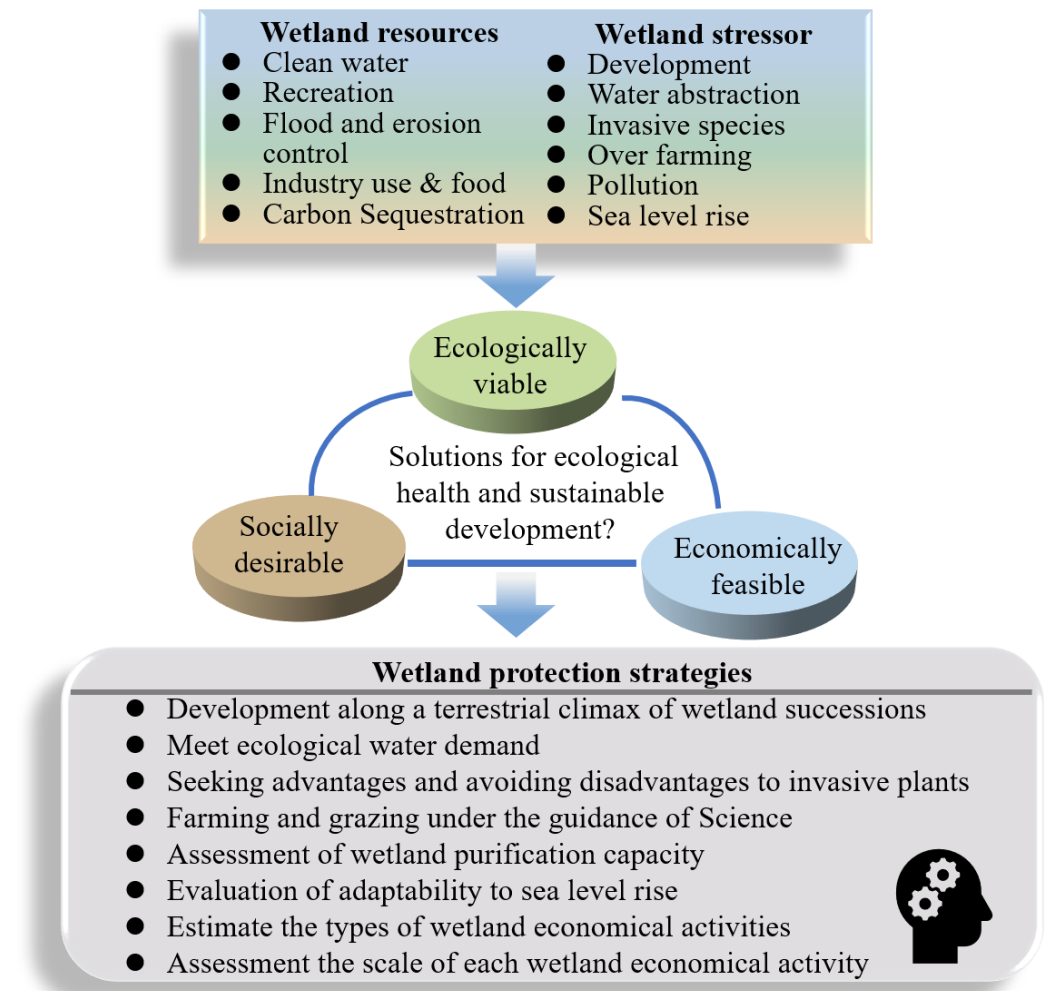 Wetland resources
● Clean water
● Recreation
● Flood and erosion
control
● Industry use & food
● Carbon Sequestration
Wetland stressor
● Development
● Water abstraction
● Invasive species
● Over farming
● Pollution
● Sea level rise
Ecologically
viable
Solutions for ecological
health and sustainable
development?
Socially
desirable
Economically
feasible
Wetland protection strategies
● Development along a terrestrial climax of wetland successions
● Meet ecological water demand
● Seeking advantages and avoiding disadvantages to invasive plants
● Farming and grazing under the guidance of Science
● Assessment of wetland purification capacity
● Evaluation of adaptability to sea level rise
● Estimate the types of wetland economical activities
● Assessment the scale of each wetland economical activity